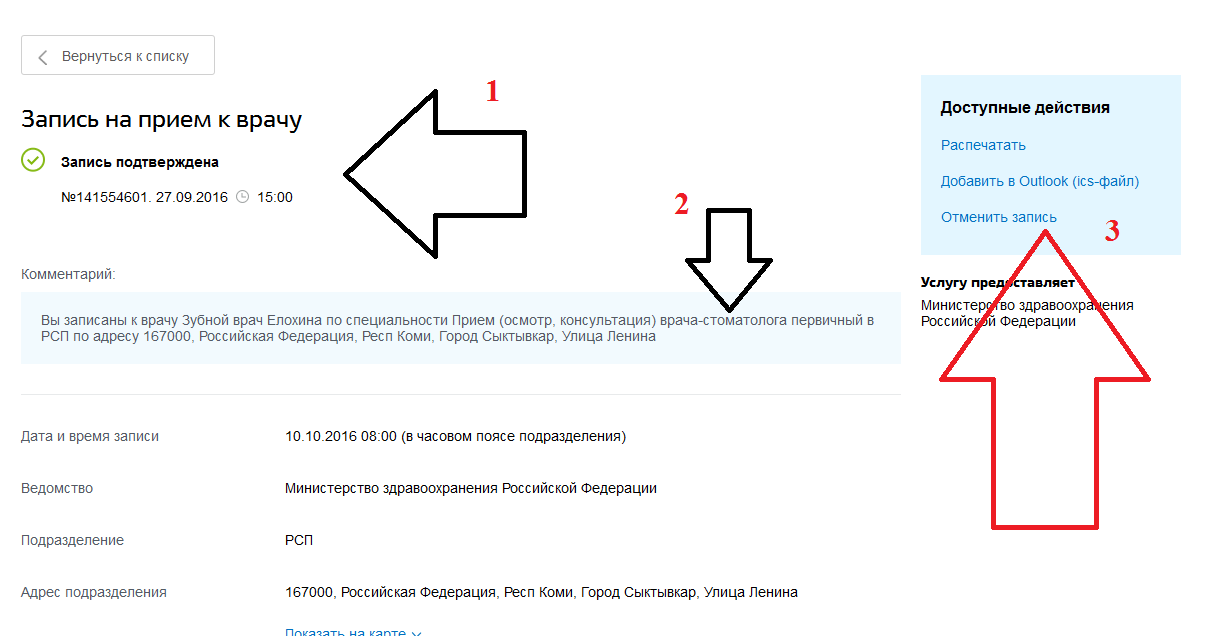 Вернуться к списку
1
Запись на прием к врачу
Запись подтверждена
№141554601. 27.09.2016 15:00
2
Комментарий:
Вы записаны к врачу Зубной врач Елохина по специальности Прием (осмотр, консультация) врача-стоматолога первичный в
РСП по адресу 167000, Российская Федерация, Респ Коми, Город Сыктывкар, Улица Ленина
Дата и время записи 10.10.2016 08:00 (в часовом поясе подразделения)
Ведомство Министерство здравоохранения Российской Федерации
Подразделение РСП
Адрес подразделения 167000, Российская Федерация, Респ Коми, Город Сыктывкар, Улица Ленина
Показать на карте
Доступные действия
Распечатать
Добавить в Outlook (ics-файл)
Отменить запись
3
Услугу предоставляет
Министерство здравоохранения
Российской Федерации